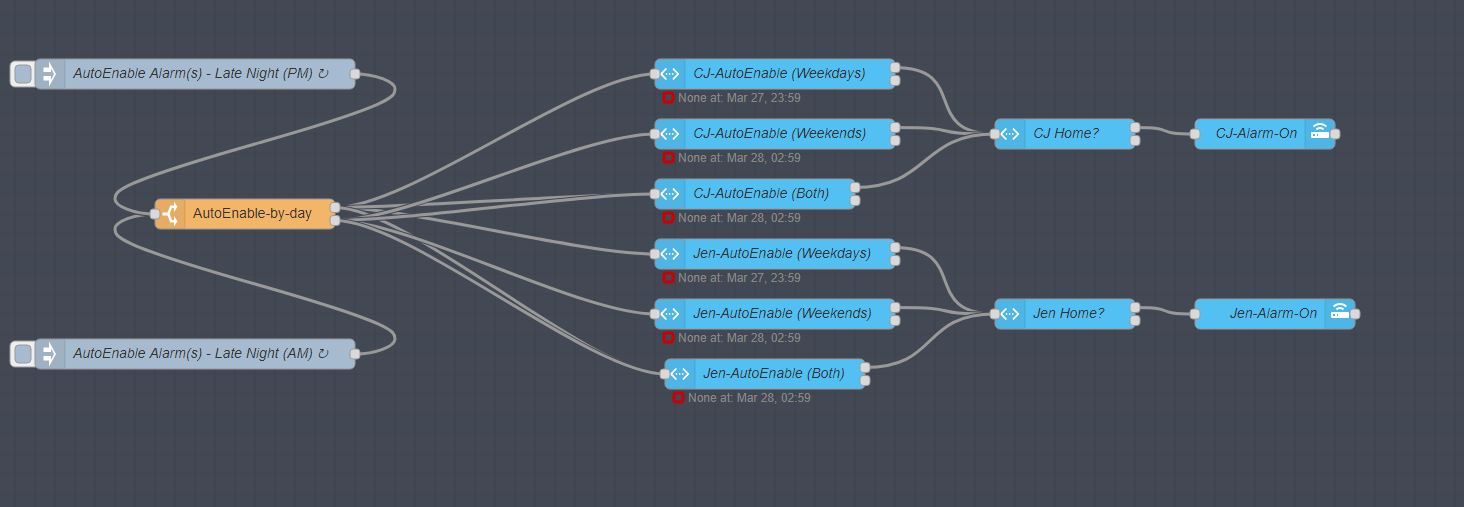 AutoEnable Alarm(s) - Late Night (PM) ↻
CJ-AutoEnable (Weekdays)
None at: Mar 27, 23:59
CJ-AutoEnable (Weekends)
None at: Mar 28, 02:59
CJ Home?
CJ-Alarm-On
CJ-AutoEnable (Both)
None at: Mar 28, 02:59
AutoEnable-by-day
Jen-AutoEnable (Weekdays)
None at: Mar 27, 23:59
Jen-AutoEnable (Weekends)
None at: Mar 28, 02:59
Jen Home?
Jen-Alarm-On
AutoEnable Alarm(s) - Late Night (AM) ↻
Jen-AutoEnable (Both)
None at: Mar 28, 02:59